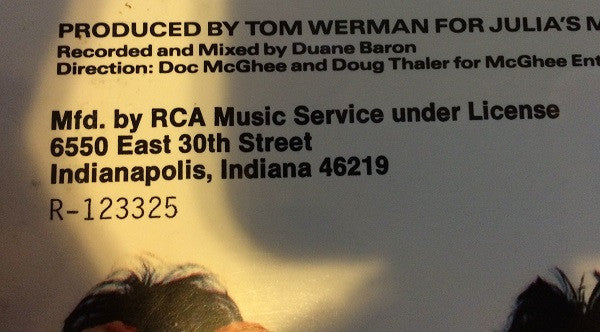 PRODUCED BY TOM WERMAN FOR JULIA'S
Recorded and Mixed by Duane Baron
Direction: Doc McGhee and Doug Thaler for McGhee
Mfd. by RCA Music Service under License
6550 East 30th Street
Indianapolis, Indiana 46219
R-123325